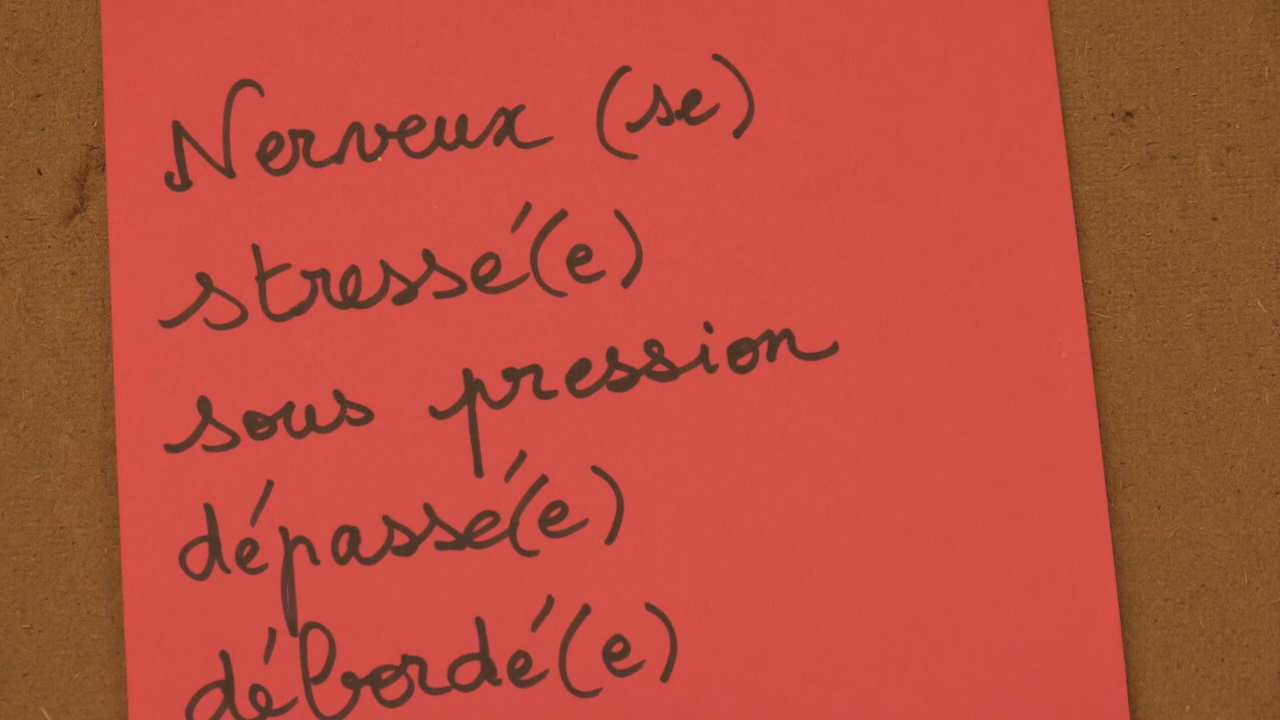 Nerveux (se)
stressé(e)
sous pression
dépassé(e)
débordé(e)